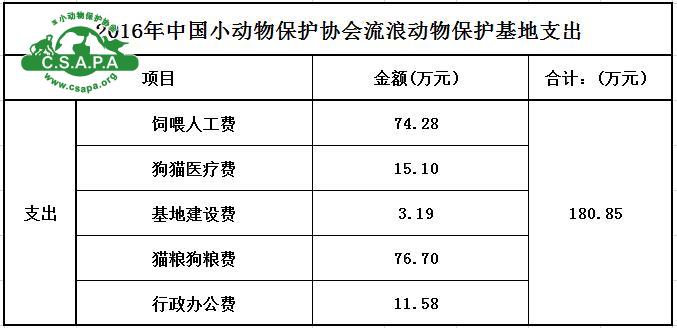 2016年中国小动物保护协会流浪动物保护基地支出
小动物保护协会
C.S.A.P.A
www.csapa.org
项目 金额(万元) 合计：(万元)
支出 饲喂人工费 74.28 180.85
狗猫医疗费 15.10
基地建设费 3.19
猫粮狗粮费 76.70
行政办公费 11.58